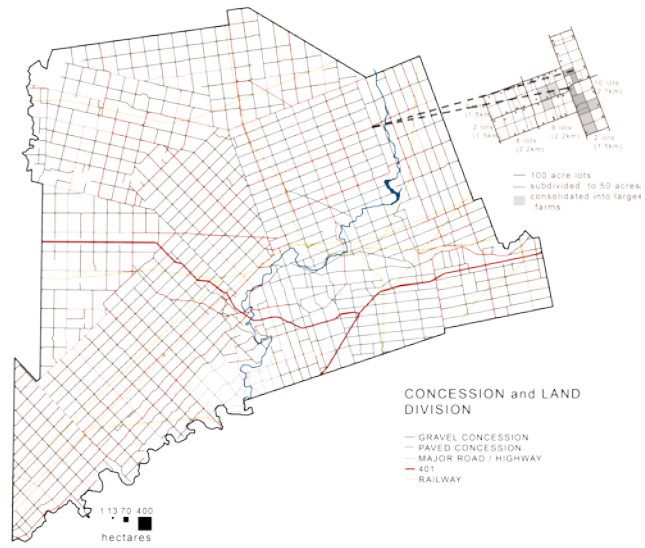 10 lots
(2.7km)
(1.5km)
2 lots
(1.5km)
8 lots
(2.2km)
8 lots
(2.2km)
2 lots
(1.5km)
100 acre lots
subdivided to 50 acres
consolidated into larger
farms
CONCESSION and LAND
DIVISION
GRAVEL CONCESSION
PAVED CONCESSION
MAJOR ROAD / HIGHWAY
401
RAILWAY
1 13 70 400
hectares